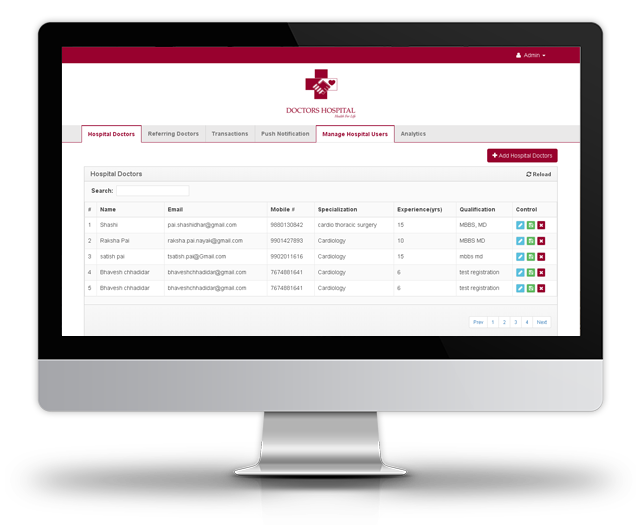 Admin
DOCTORS HOSPITAL
Health For Life
Hospital Doctors Referring Doctors Transactions Push Notification Manage Hospital Users Analytics
Add Hospital Doctors
Hospital Doctors Reload
Search:
# Name Email Mobile # Specialization Experience(yrs) Qualification Control
1 Shashi pai.shashidhar@gmail.com 9880130842 cardio thoracic surgery 15 MBBS, MD
2 Raksha Pai raksha.pai.nayak@gmail.com 9901427893 Cardiology 10 MBBS MD
3 satish pai tsatish.pai@Gmail.com 9902011616 Cardiology 15 mbbs md
4 Bhavesh chhadidar bhaveshchhadidar@gmail.com 7674881641 Cardiology 6 test registration
5 Bhavesh chhadidar bhaveshchhadidar@gmail.com 7674881641 Cardiology 6 test registration
Prev 1 2 3 4 Next